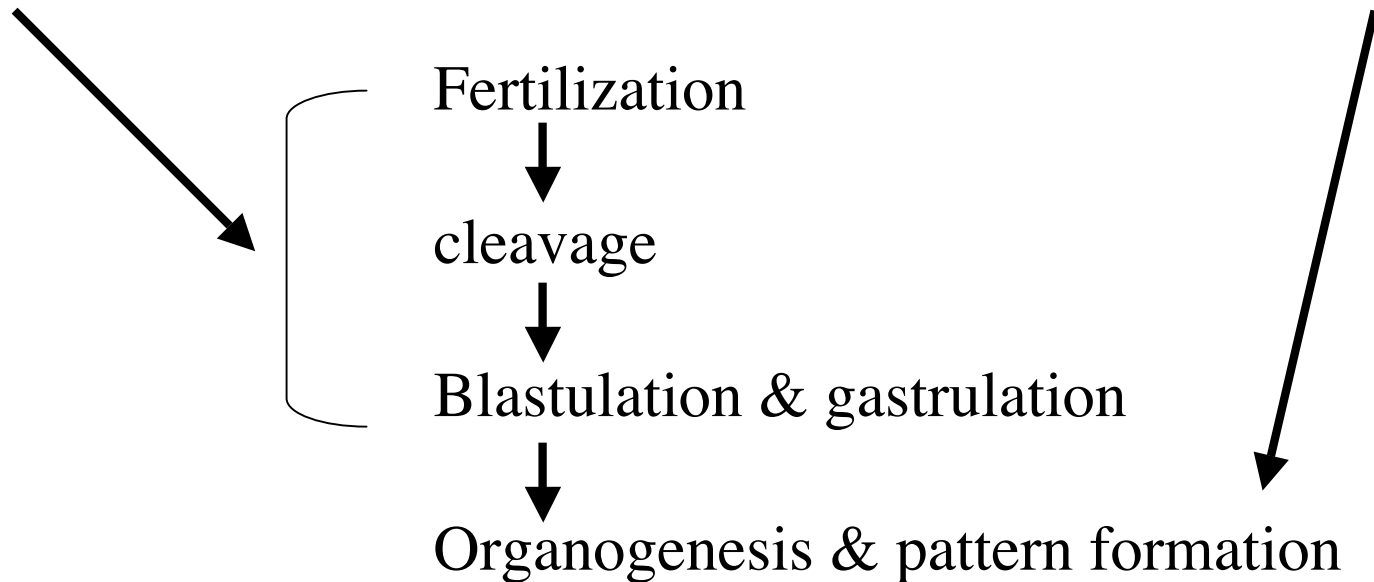 Fertilization
cleavage
Blastulation & gastrulation
Organogenesis & pattern formation